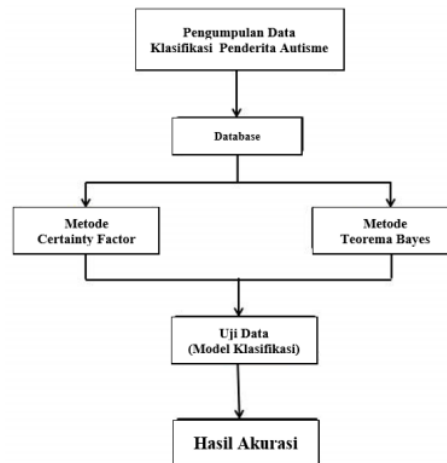 Pengumpulan Data
Klasifikasi Penderita Autisme
Database
Metode
Certainty Factor
Metode
Teorema Bayes
Uji Data
(Model Klasifikasi)
Hasil Akurasi